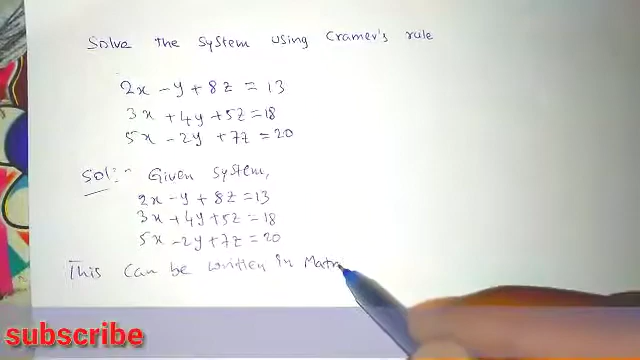 Solve the system using Cramer's rule
2x - y + 8z = 13
3x + 4y + 5z = 18
5x - 2y + 7z = 20
Sol:- Given system,
2x - y + 8z = 13
3x + 4y + 5z = 18
5x - 2y + 7z = 20
This can be written in Matr
subscribe